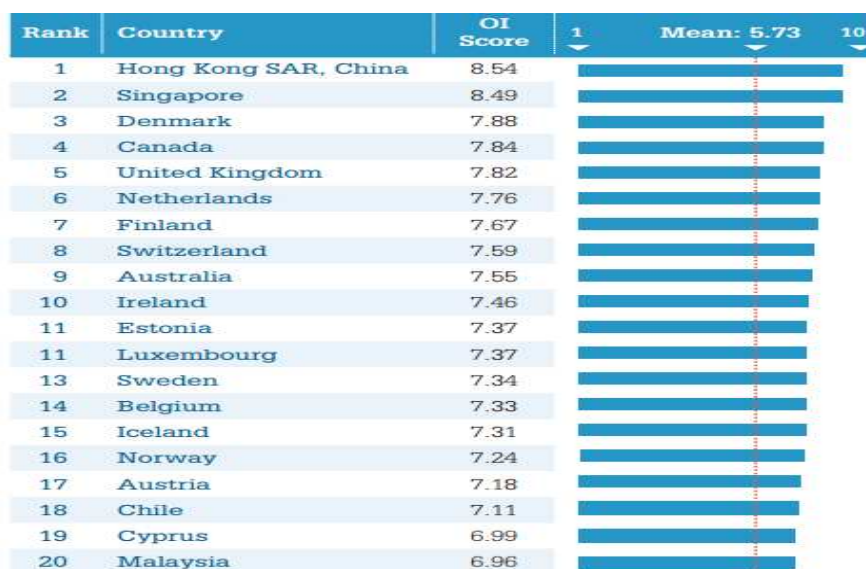 Rank Country OI Score 1 Mean: 5.73 10
1 Hong Kong SAR, China 8.54
2 Singapore 8.49
3 Denmark 7.88
4 Canada 7.84
5 United Kingdom 7.82
6 Netherlands 7.76
7 Finland 7.67
8 Switzerland 7.59
9 Australia 7.55
10 Ireland 7.46
11 Estonia 7.37
11 Luxembourg 7.37
13 Sweden 7.34
14 Belgium 7.33
15 Iceland 7.31
16 Norway 7.24
17 Austria 7.18
18 Chile 7.11
19 Cyprus 6.99
20 Malaysia 6.96